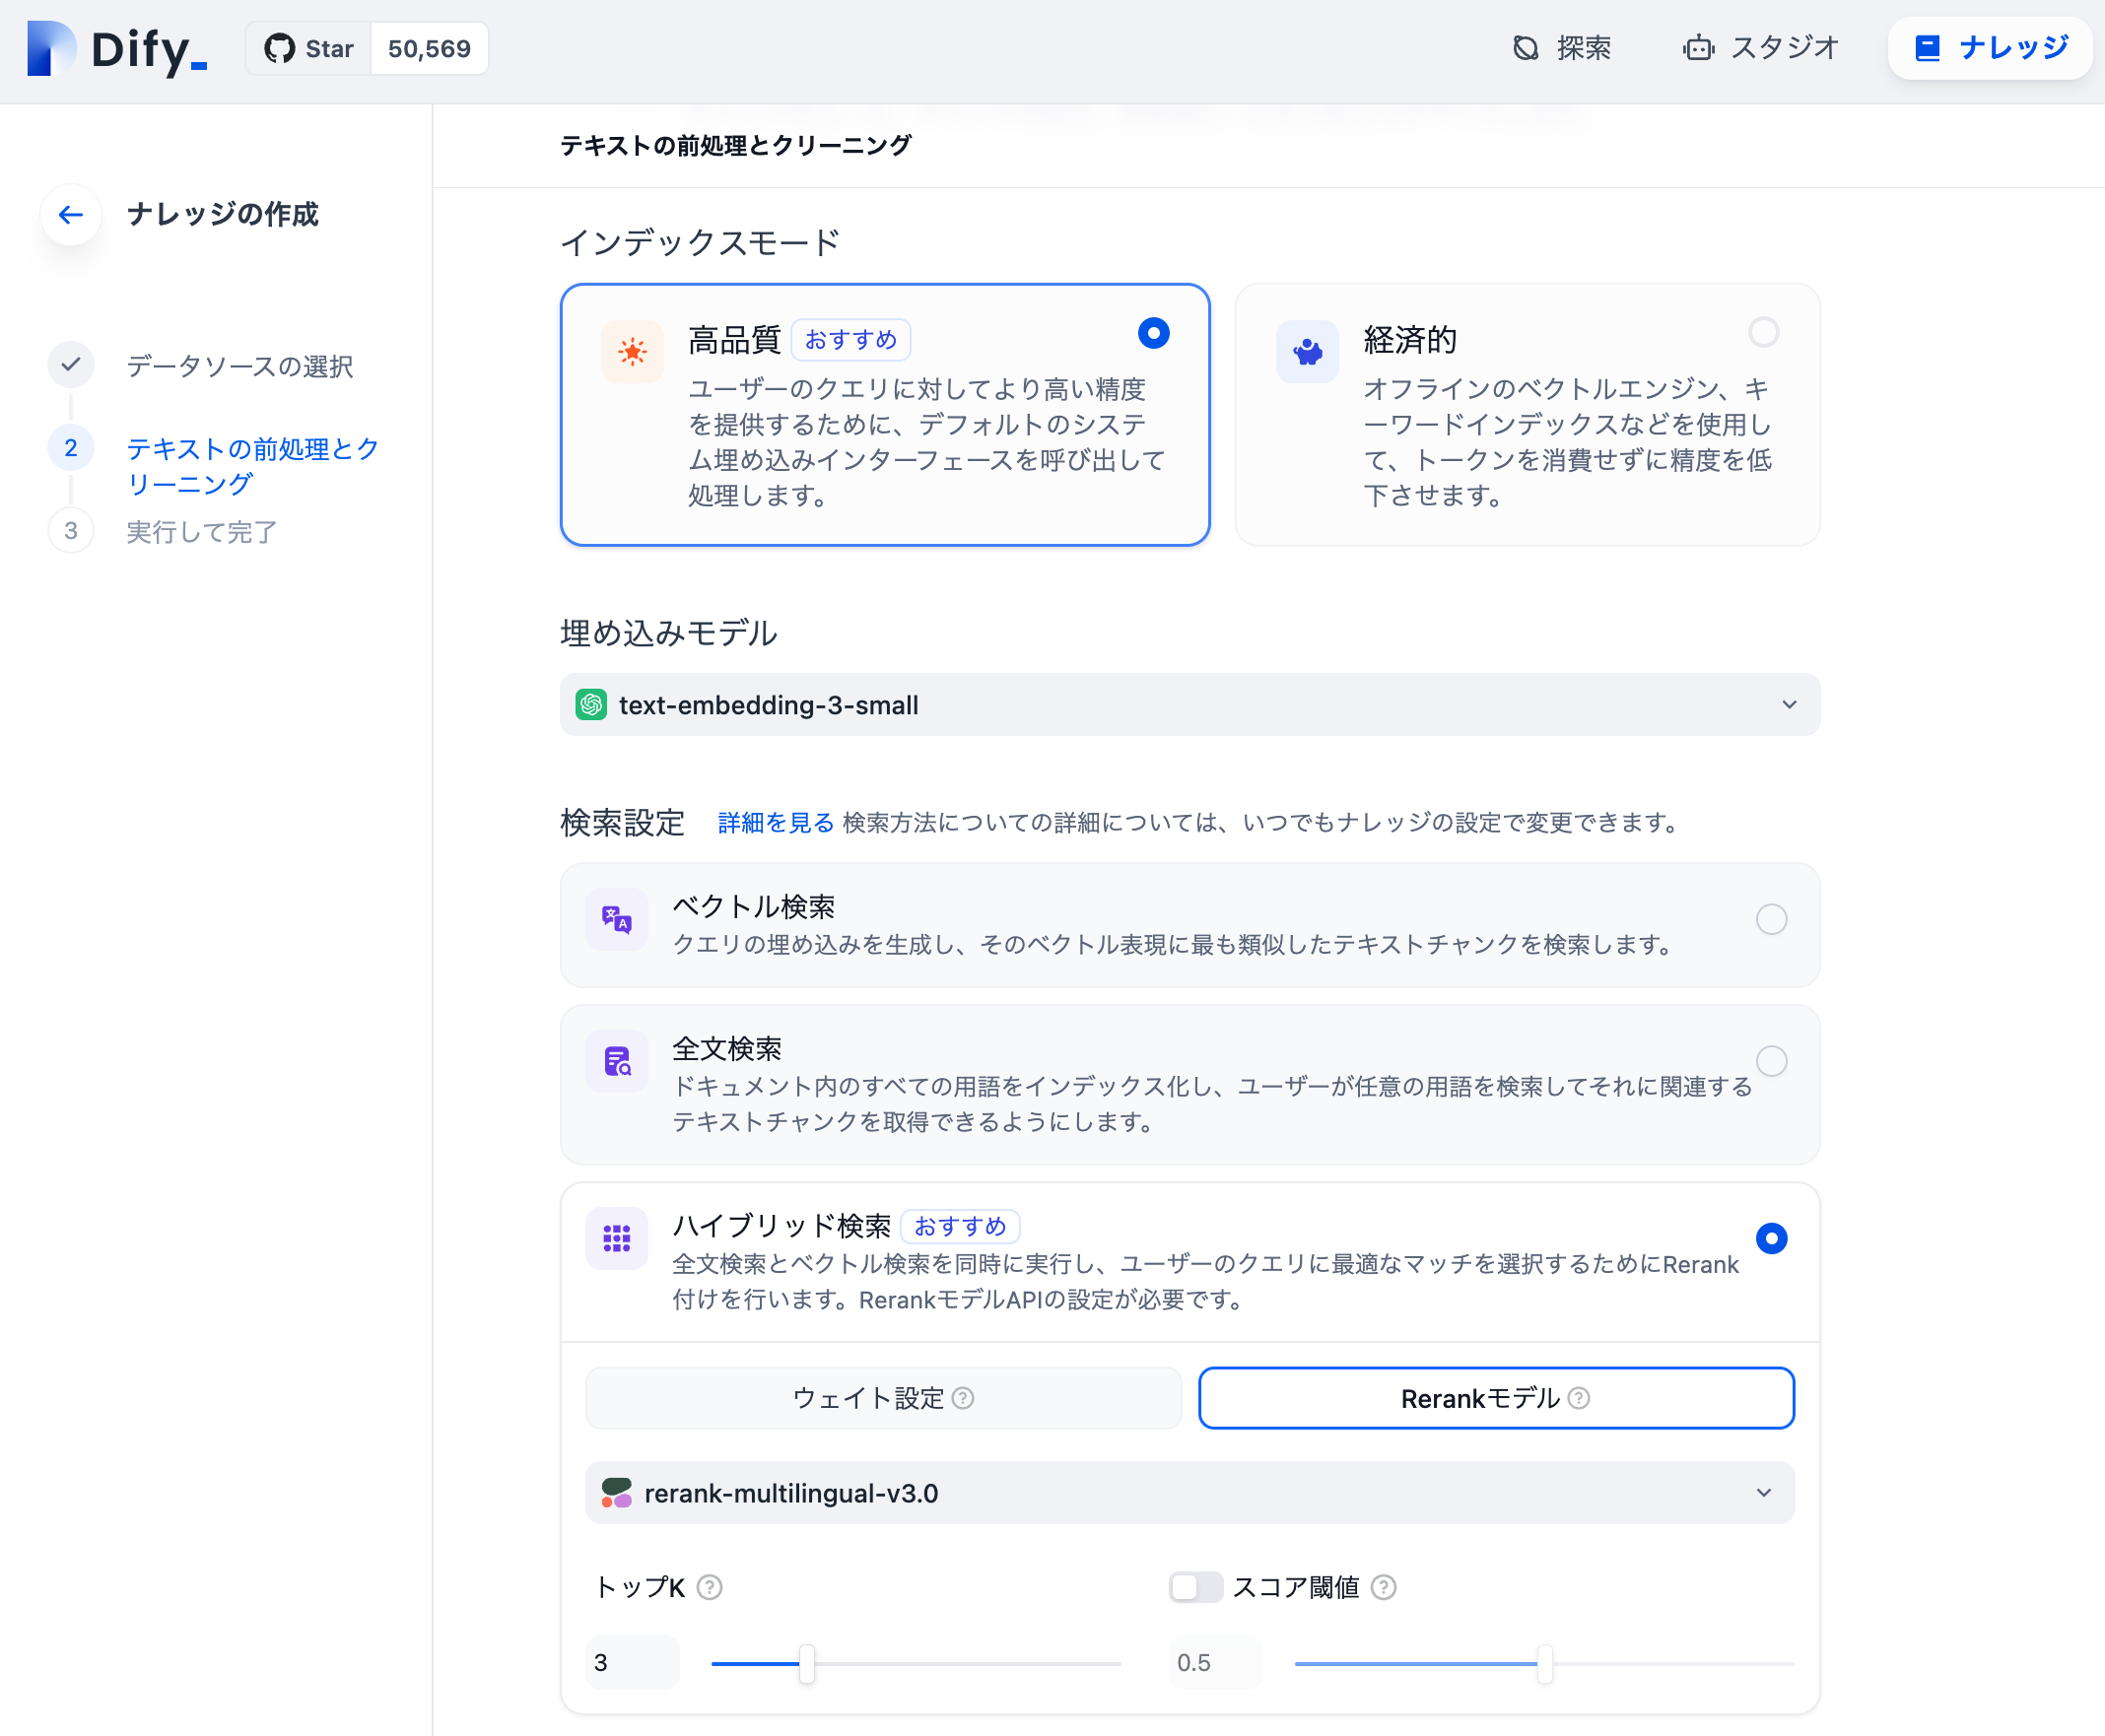 Dify_
Star 50,569
探索
スタジオ
ナレッジ
ナレッジの作成
データソースの選択
2 テキストの前処理とク
リーニング
3 実行して完了
テキストの前処理とクリーニング
インデックスモード
高品質 おすすめ
ユーザーのクエリに対してより高い精度
を提供するために、デフォルトのシステ
ム埋め込みインターフェースを呼び出して
処理します。
経済的
オフラインのベクトルエンジン、キ
ーワードインデックスなどを使用し
て、トークンを消費せずに精度を低
下させます。
埋め込みモデル
text-embedding-3-small
検索設定 詳細を見る 検索方法についての詳細については、いつでもナレッジの設定で変更できます。
ベクトル検索
クエリの埋め込みを生成し、そのベクトル表現に最も類似したテキストチャンクを検索します。
全文検索
ドキュメント内のすべての用語をインデックス化し、ユーザーが任意の用語を検索してそれに関連する
テキストチャンクを取得できるようにします。
ハイブリッド検索 おすすめ
全文検索とベクトル検索を同時に実行し、ユーザーのクエリに最適なマッチを選択するためにRerank
付けを行います。RerankモデルAPIの設定が必要です。
ウェイト設定
Rerankモデル
rerank-multilingual-v3.0
トップK
スコア閾値
3
0.5